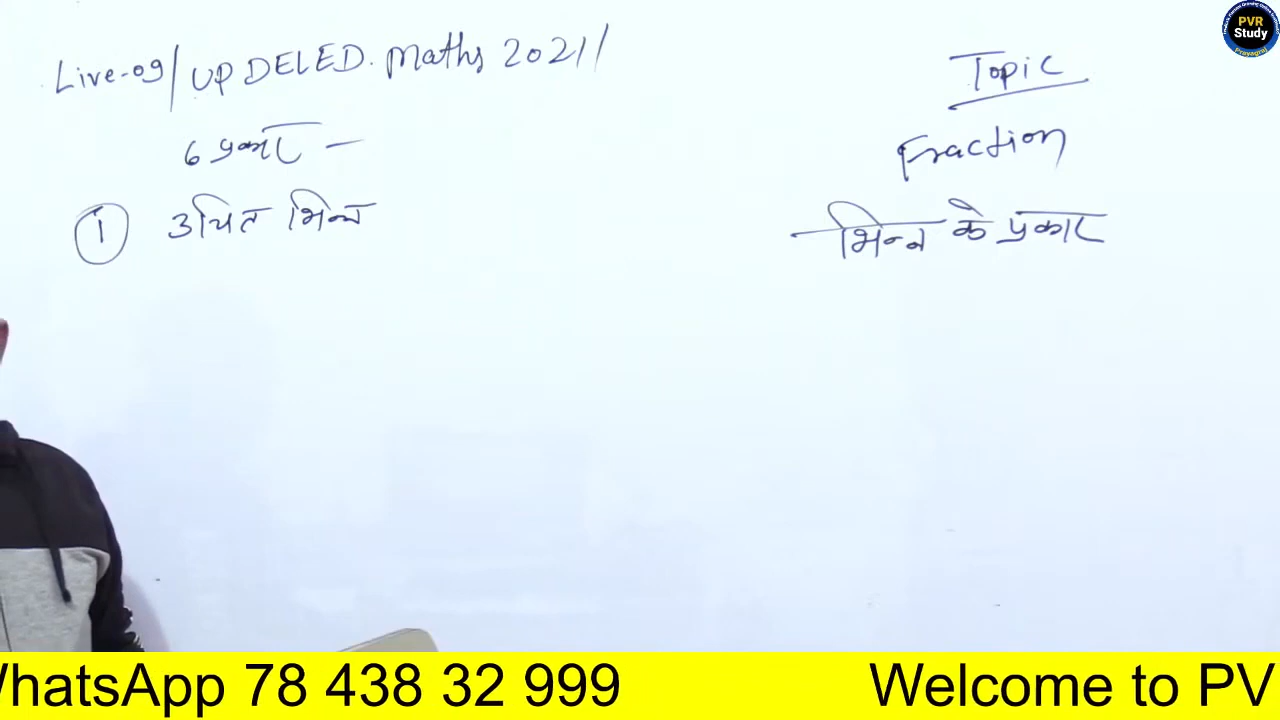 Live-09/ UP DELED. Maths 2021/
6 प्रकार —
① उचित भिन्न
Topic
Fraction
भिन्न के प्रकार
PVR
Study
Prayagraj
WhatsApp 78 438 32 999
Welcome to PV